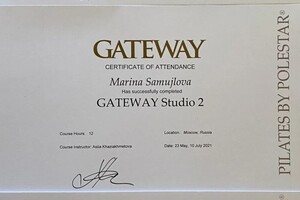 GATEWAY
CERTIFICATE OF ATTENDANCE
Marina Samujlova
Has successfully completed
GATEWAY Studio 2
Course Hours: 12
Location: Moscow, Russia
Course Instructor: Asia
Date: 23 May, 10 July 2021
PILATES BY POLESTAR®